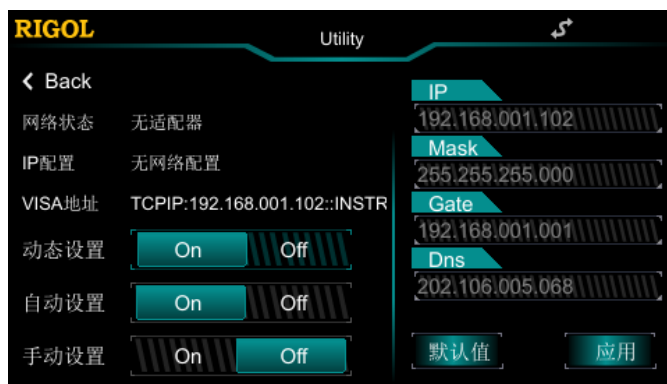 RIGOL
Utility
Back
网络状态 无适配器
IP配置 无网络配置
VISA地址 TCPIP:192.168.001.102::INSTR
动态设置 On Off
自动设置 On Off
手动设置 On Off
IP
192.168.001.102
Mask
255.255.255.000
Gate
192.168.001.001
Dns
202.106.005.068
默认值 应用